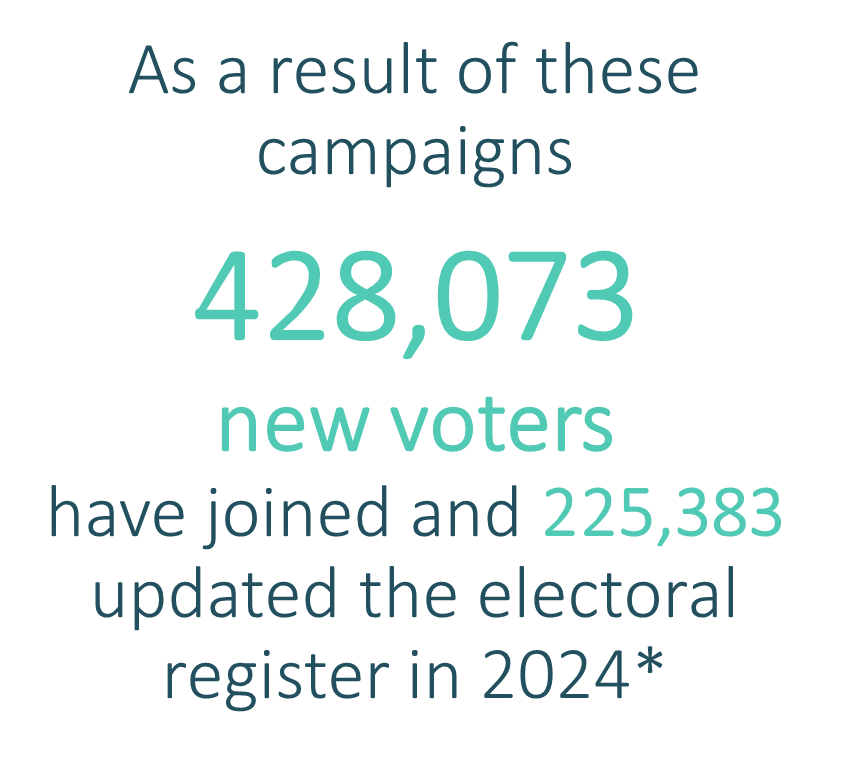 As a result of these
campaigns
428,073
new voters
have joined and 225,383
updated the electoral
register in 2024*